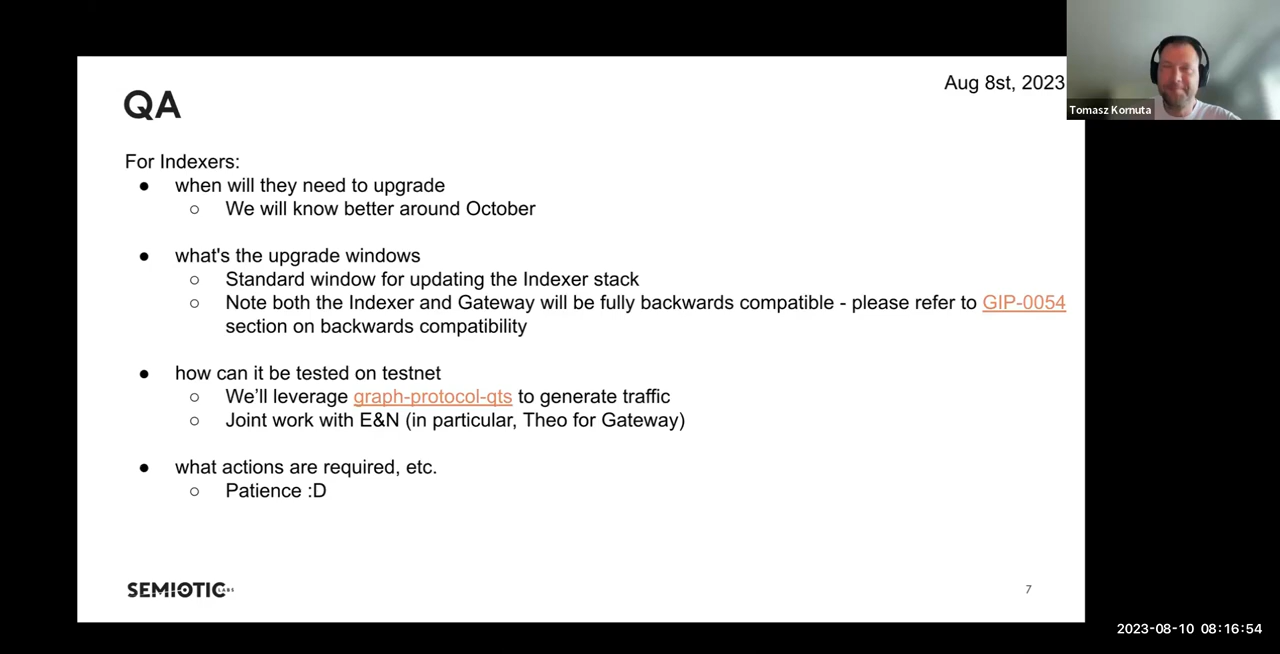 Aug 8st, 2023
QA
Tomasz Kornuta
For Indexers:
● when will they need to upgrade
○ We will know better around October
● what's the upgrade windows
○ Standard window for updating the Indexer stack
○ Note both the Indexer and Gateway will be fully backwards compatible - please refer to GIP-0054
section on backwards compatibility
● how can it be tested on testnet
○ We'll leverage graph-protocol-qts to generate traffic
○ Joint work with E&N (in particular, Theo for Gateway)
● what actions are required, etc.
○ Patience :D
SEMIOTIC LABS
7
2023-08-10 08:16:54